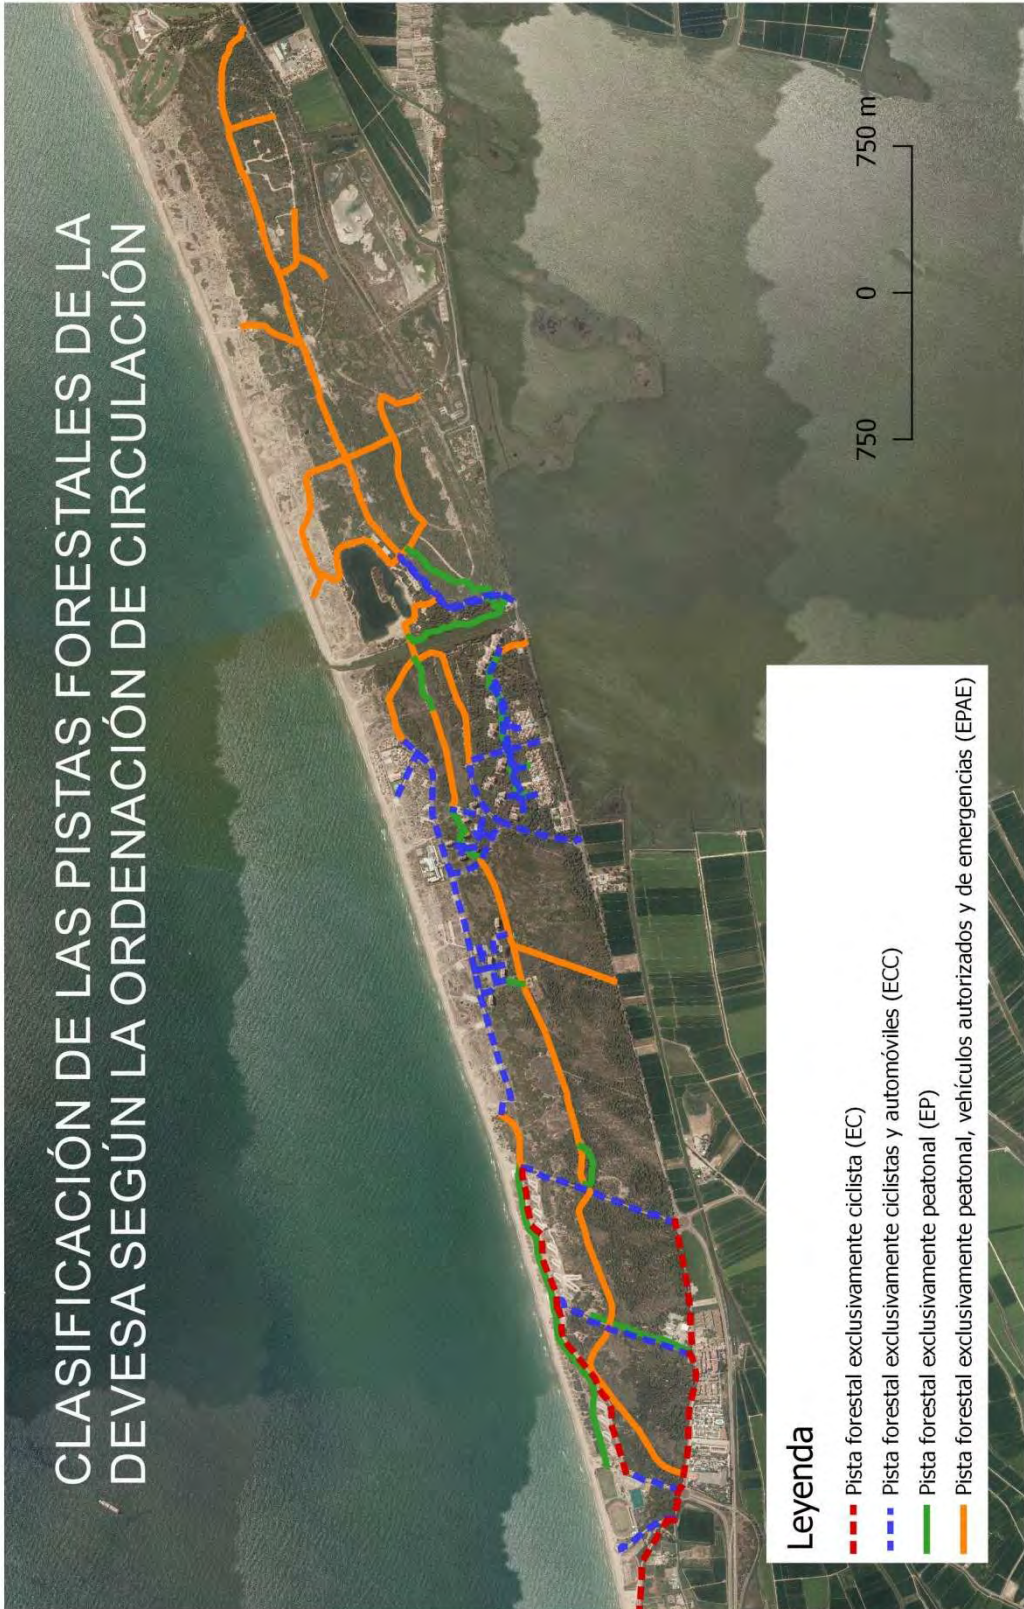 CLASIFICACIÓN DE LAS PISTAS FORESTALES DE LA
DEVESA SEGÚN LA ORDENACIÓN DE CIRCULACIÓN
750 0 750 m
Leyenda
Pista forestal exclusivamente ciclista (EC)
Pista forestal exclusivamente ciclistas y automóviles (ECC)
Pista forestal exclusivamente peatonal (EP)
Pista forestal exclusivamente peatonal, vehículos autorizados y de emergencias (EPAE)